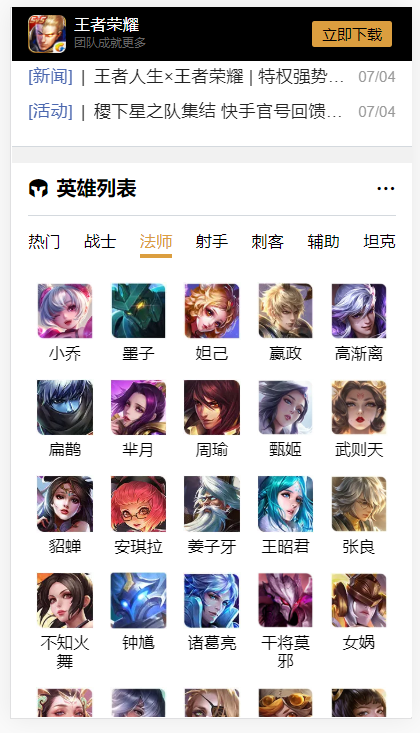 王者荣耀
团队成就更多
立即下载
[新闻] | 王者人生×王者荣耀 | 特权强势… 07/04
[活动] | 稷下星之队集结 快手官号回馈… 07/04
英雄列表
热门 战士 法师 射手 刺客 辅助 坦克
小乔 墨子 妲己 嬴政 高渐离
扁鹊 芈月 周瑜 甄姬 武则天
貂蝉 安琪拉 姜子牙 王昭君 张良
不知火舞 钟馗 诸葛亮 干将莫邪 女娲